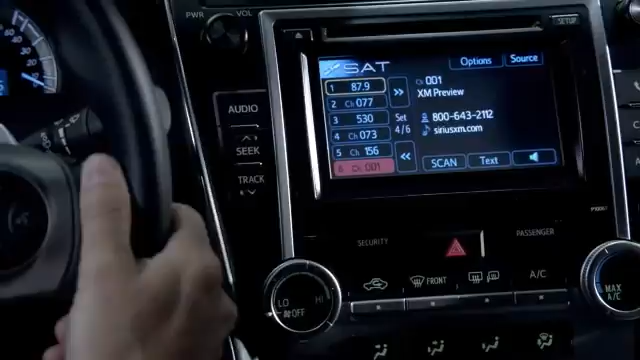 PWR VOL
SETUP
SAT
Options
Source
1 87.9
2 Ch 077
3 530
4 Ch 073
5 Ch 156
6 Ch 001
Set
4/6
Ch 001
XM Preview
800-643-2112
siriusxm.com
SCAN
Text
AUDIO
SEEK
TRACK
SECURITY
PASSENGER
FRONT
A/C
LO HI
OFF
MAX
A/C